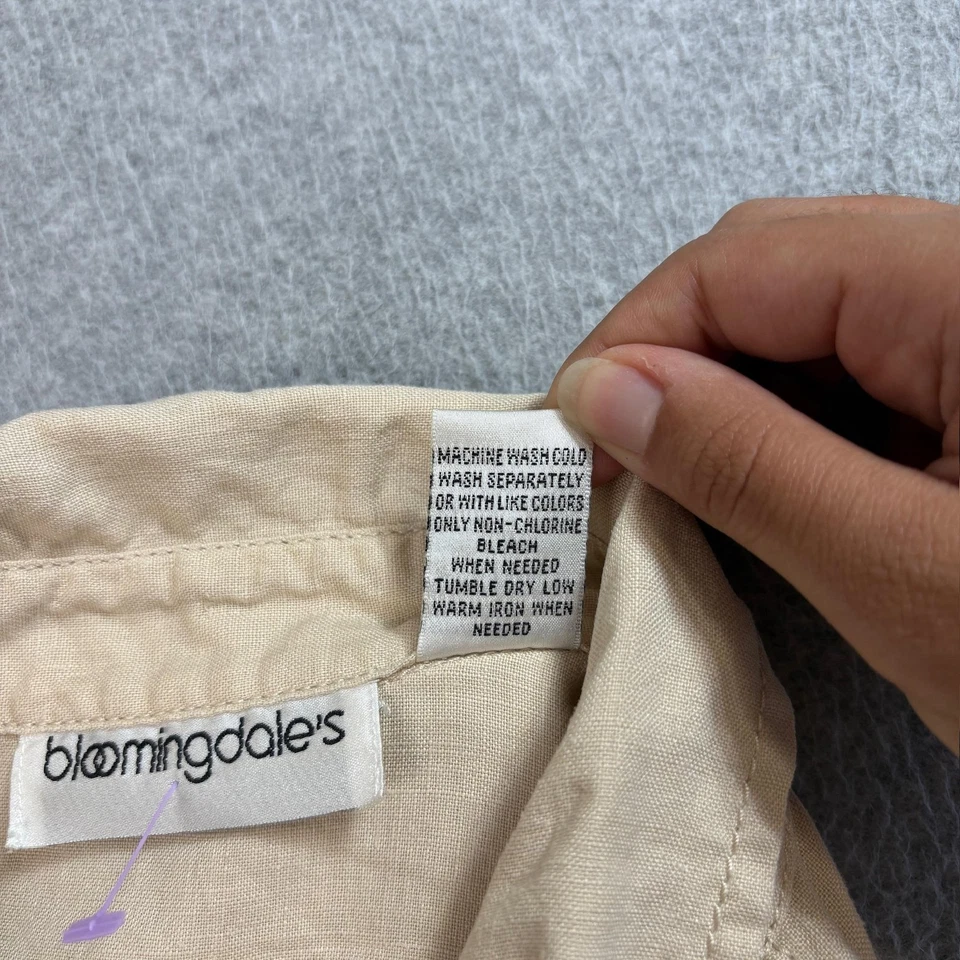 MACHINE WASH COLD
WASH SEPARATELY
OR WITH LIKE COLORS
ONLY NON-CHLORINE
BLEACH
WHEN NEEDED
TUMBLE DRY LOW
WARM IRON WHEN
NEEDED
bloomingdale's